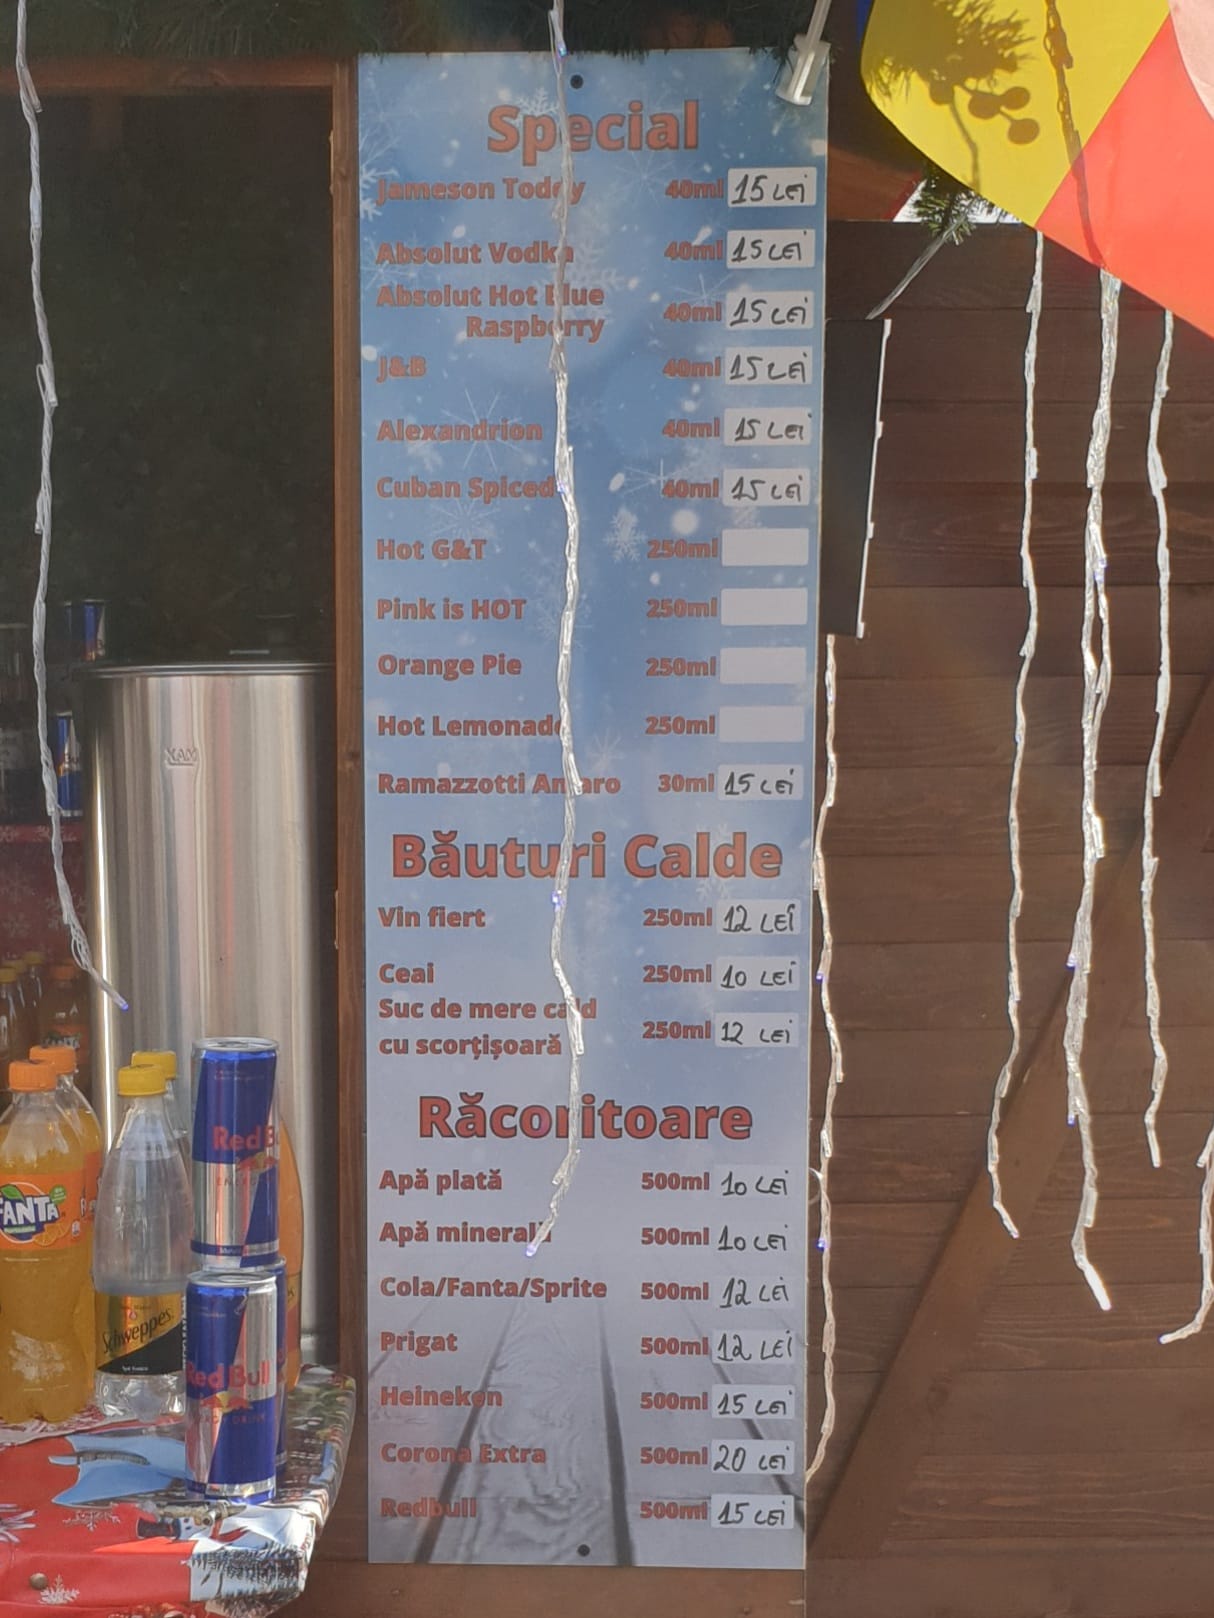 Special
Jameson Toddy 40ml 15 LEI
Absolut Vodka 40ml 15 LEI
Absolut Hot Blue
Raspberry 40ml 15 LEI
J&B 40ml 15 LEI
Alexandrion 40ml 15 LEI
Cuban Spiced 40ml 15 LEI
Hot G&T 250ml
Pink is HOT 250ml
Orange Pie 250ml
Hot Lemonade 250ml
Ramazzotti Amaro 30ml 15 LEI
Băuturi Calde
Vin fiert 250ml 12 LEI
Ceai 250ml 10 LEI
Suc de mere cald
cu scorțișoară 250ml 12 LEI
Răcoritoare
Apă plată 500ml 10 LEI
Apă minerală 500ml 10 LEI
Cola/Fanta/Sprite 500ml 12 LEI
Prigat 500ml 12 LEI
Heineken 500ml 15 LEI
Corona Extra 500ml 20 LEI
Redbull 500ml 15 LEI
MAX
FANTA
Schweppes
Red Bull
Red Bull